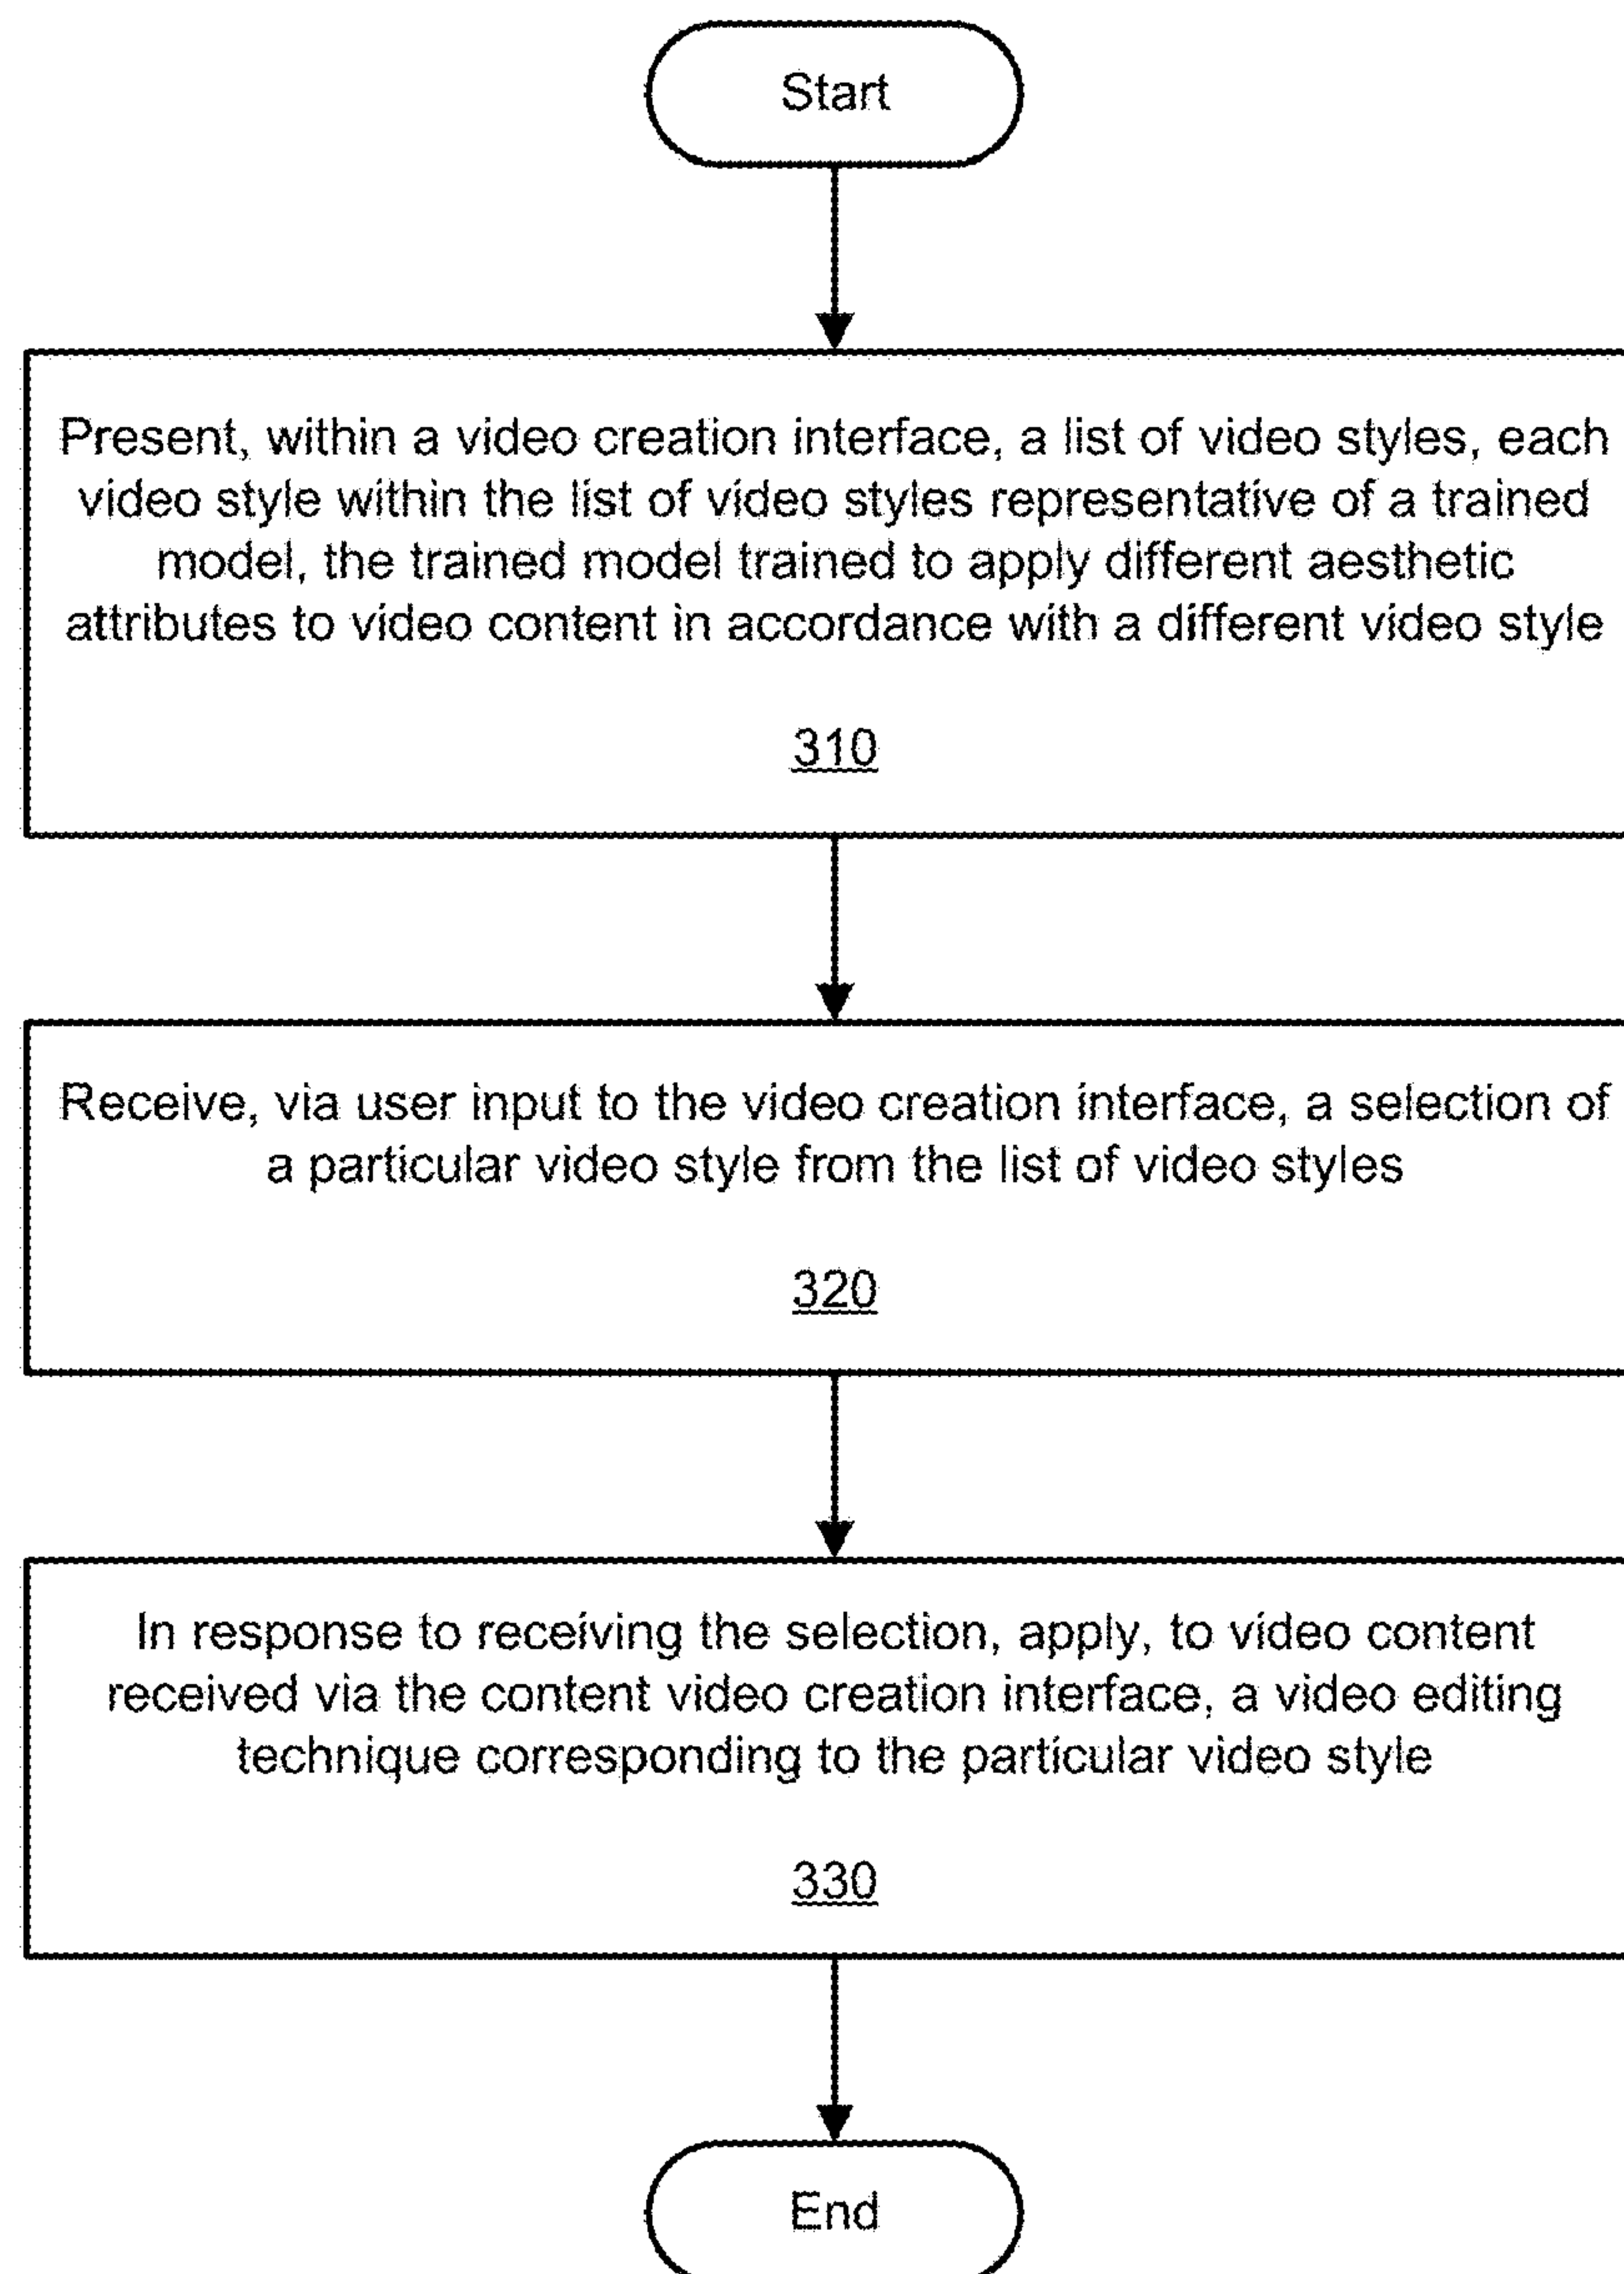 Start
Present, within a video creation interface, a list of video styles, each
video style within the list of video styles representative of a trained
model, the trained model trained to apply different aesthetic
attributes to video content in accordance with a different video style
310
Receive, via user input to the video creation interface, a selection of
a particular video style from the list of video styles
320
In response to receiving the selection, apply, to video content
received via the content video creation interface, a video editing
technique corresponding to the particular video style
330
End